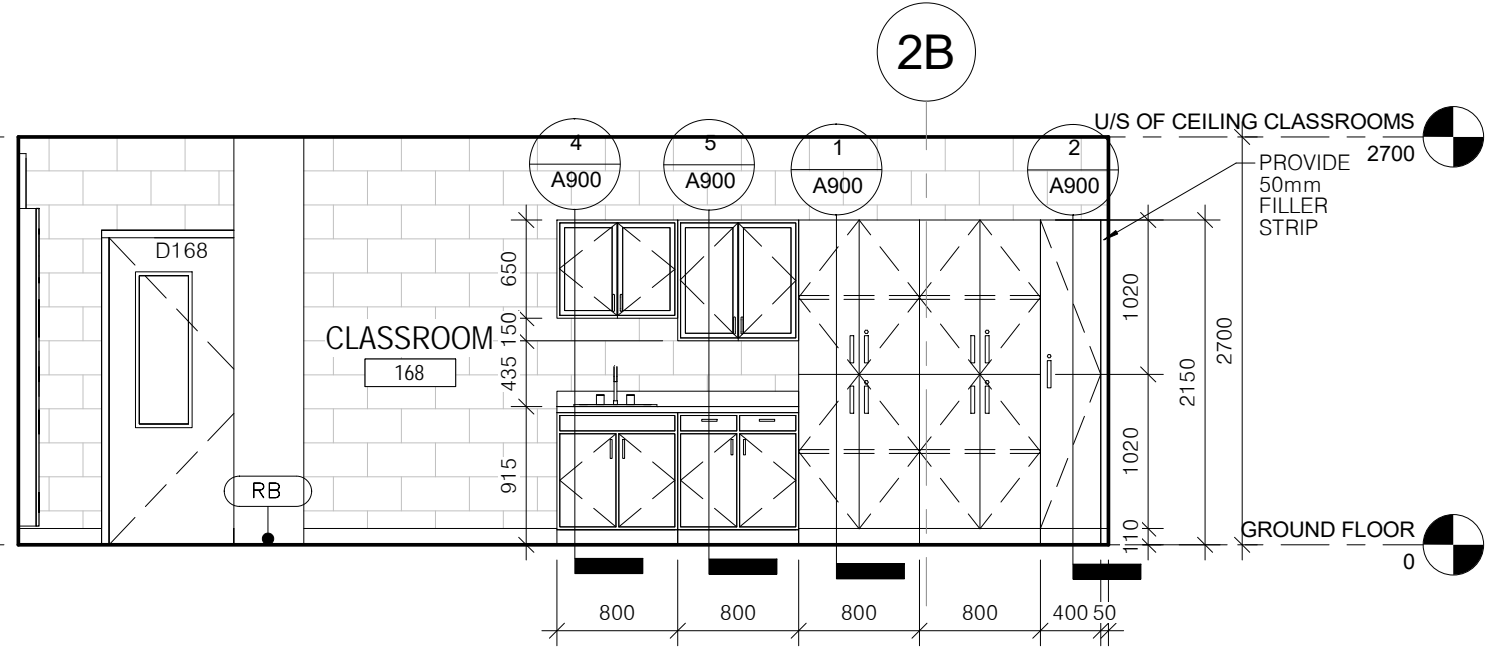 2B
U/S OF CEILING CLASSROOMS
2700
4
A900
5
A900
1
A900
2
A900
PROVIDE
50mm
FILLER
STRIP
D168
CLASSROOM
168
RB
650
150
435
915
1020
1020
110
2150
2700
GROUND FLOOR
0
800
800
800
800
400
50